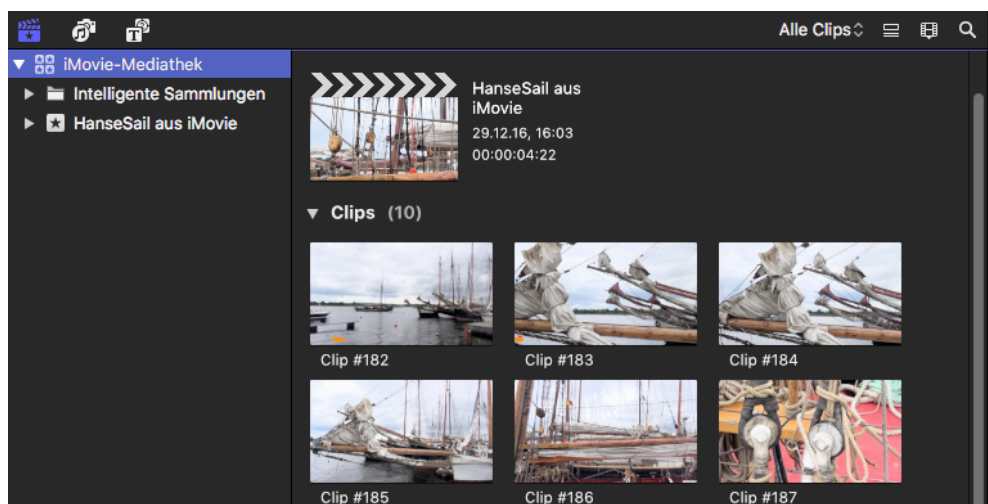 Alle Clips
iMovie-Mediathek
Intelligente Sammlungen
HanseSail aus iMovie
HanseSail aus
iMovie
29.12.16, 16:03
00:00:04:22
Clips (10)
Clip #182
Clip #183
Clip #184
Clip #185
Clip #186
Clip #187